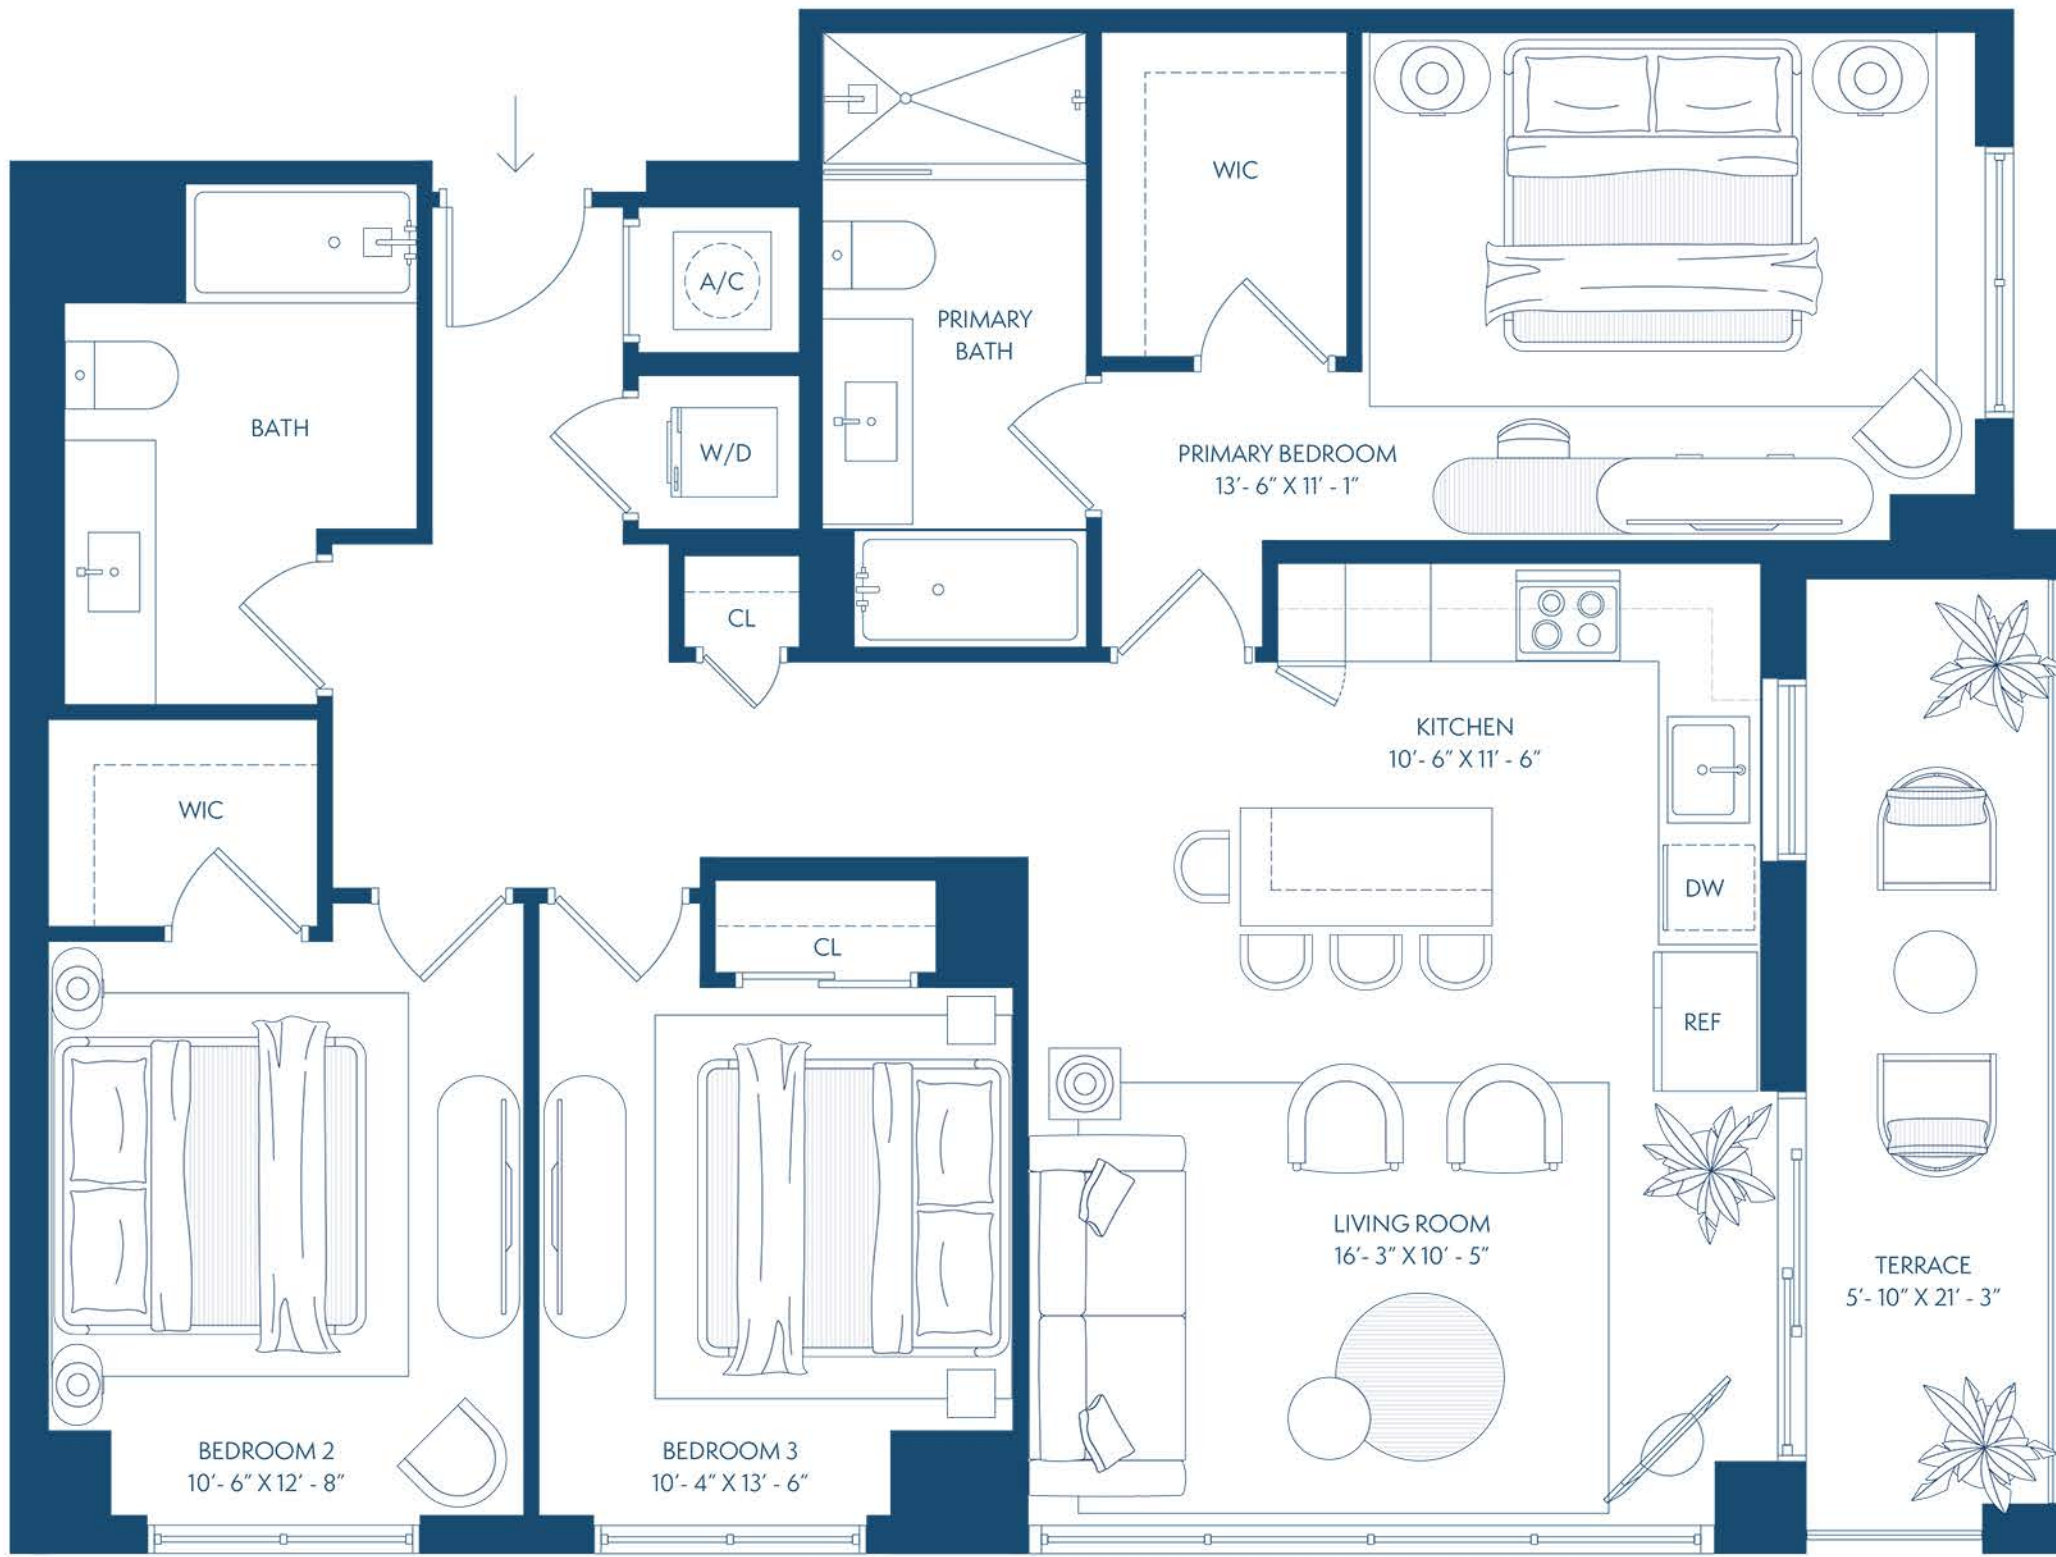 WIC
A/C
PRIMARY
BATH
BATH
W/D
PRIMARY BEDROOM
13'- 6" X 11' - 1"
CL
KITCHEN
10'- 6" X 11' - 6"
WIC
DW
CL
REF
LIVING ROOM
16'- 3" X 10' - 5"
TERRACE
5'- 10" X 21' - 3"
BEDROOM 2
10'- 6" X 12' - 8"
BEDROOM 3
10'- 4" X 13' - 6"